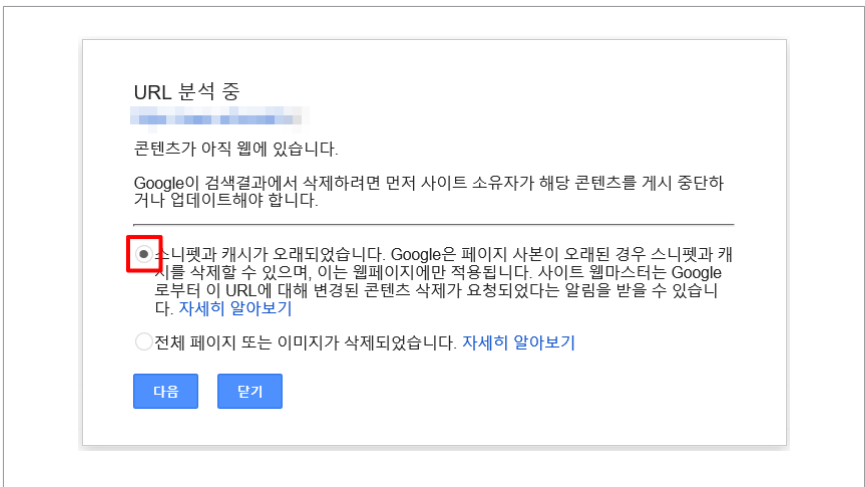 URL 분석 중
콘텐츠가 아직 웹에 있습니다.
Google이 검색결과에서 삭제하려면 먼저 사이트 소유자가 해당 콘텐츠를 게시 중단하
거나 업데이트해야 합니다.
스니펫과 캐시가 오래되었습니다. Google은 페이지 사본이 오래된 경우 스니펫과 캐
시를 삭제할 수 있으며, 이는 웹페이지에만 적용됩니다. 사이트 웹마스터는 Google
로부터 이 URL에 대해 변경된 콘텐츠 삭제가 요청되었다는 알림을 받을 수 있습니
다. 자세히 알아보기
전체 페이지 또는 이미지가 삭제되었습니다. 자세히 알아보기
다음 닫기